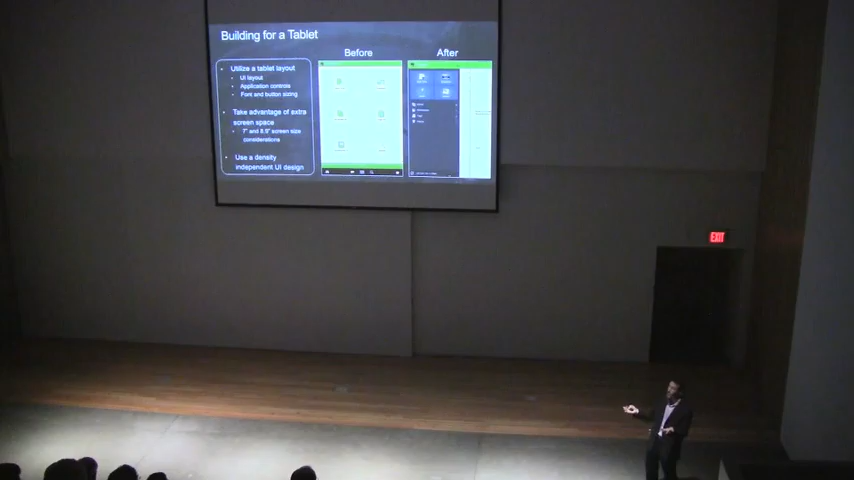 Building for a Tablet
Before
After
Utilize a tablet layout
UI layout
Application controls
Font and button sizing
Take advantage of extra
screen space
7" and 8.9" screen size
considerations
Use a density
independent UI design
EXIT